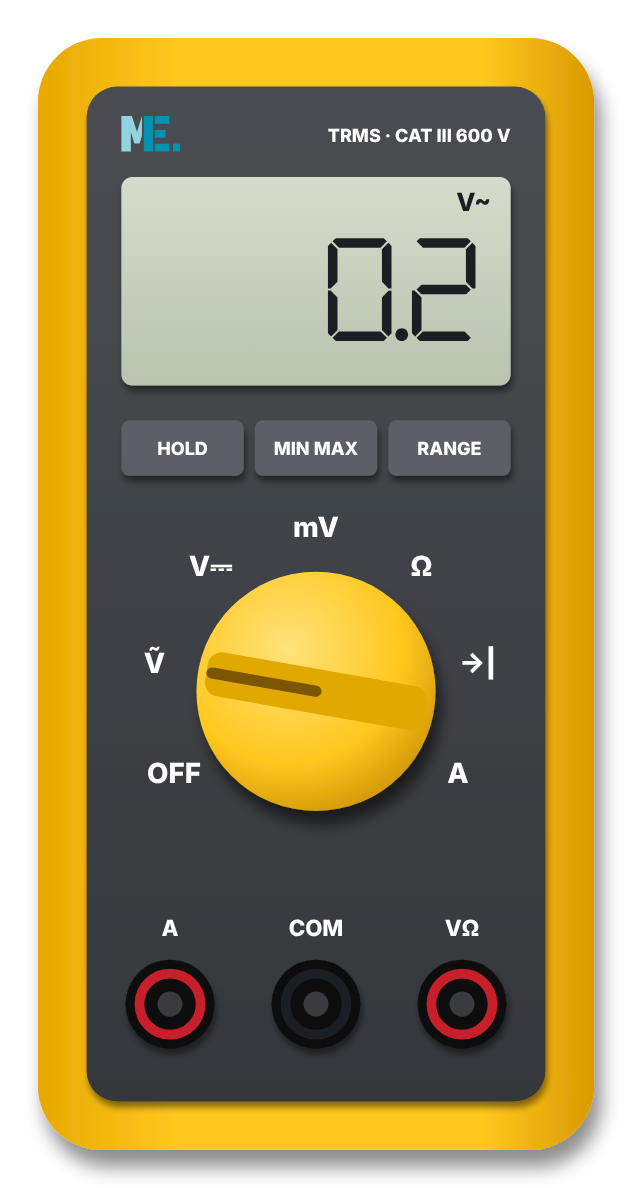 ME.
TRMS · CAT III 600 V
V~
0.2
HOLD MIN MAX RANGE
mV
V⎓ Ω
Ṽ
OFF A
A COM VΩ